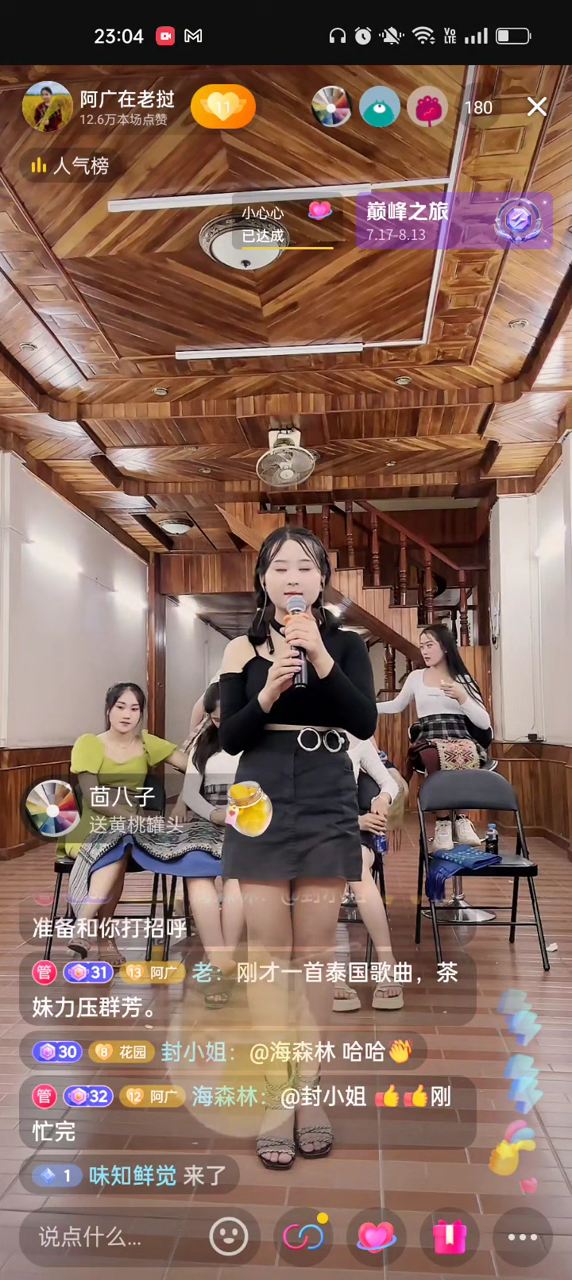 23:04
Vo
LTE
阿广在老挝
12.6万本场点赞
11
180
人气榜
小心心
已达成
巅峰之旅
7.17-8.13
茴八子
送黄桃罐头
准备和你打招呼
管 31 13 阿广 老：刚才一首泰国歌曲，茶
妹力压群芳。
30 8 花园 封小姐：@海森林 哈哈👏
管 32 12 阿广 海森林：@封小姐 👍👍刚
忙完
1 味知鲜觉 来了
说点什么...